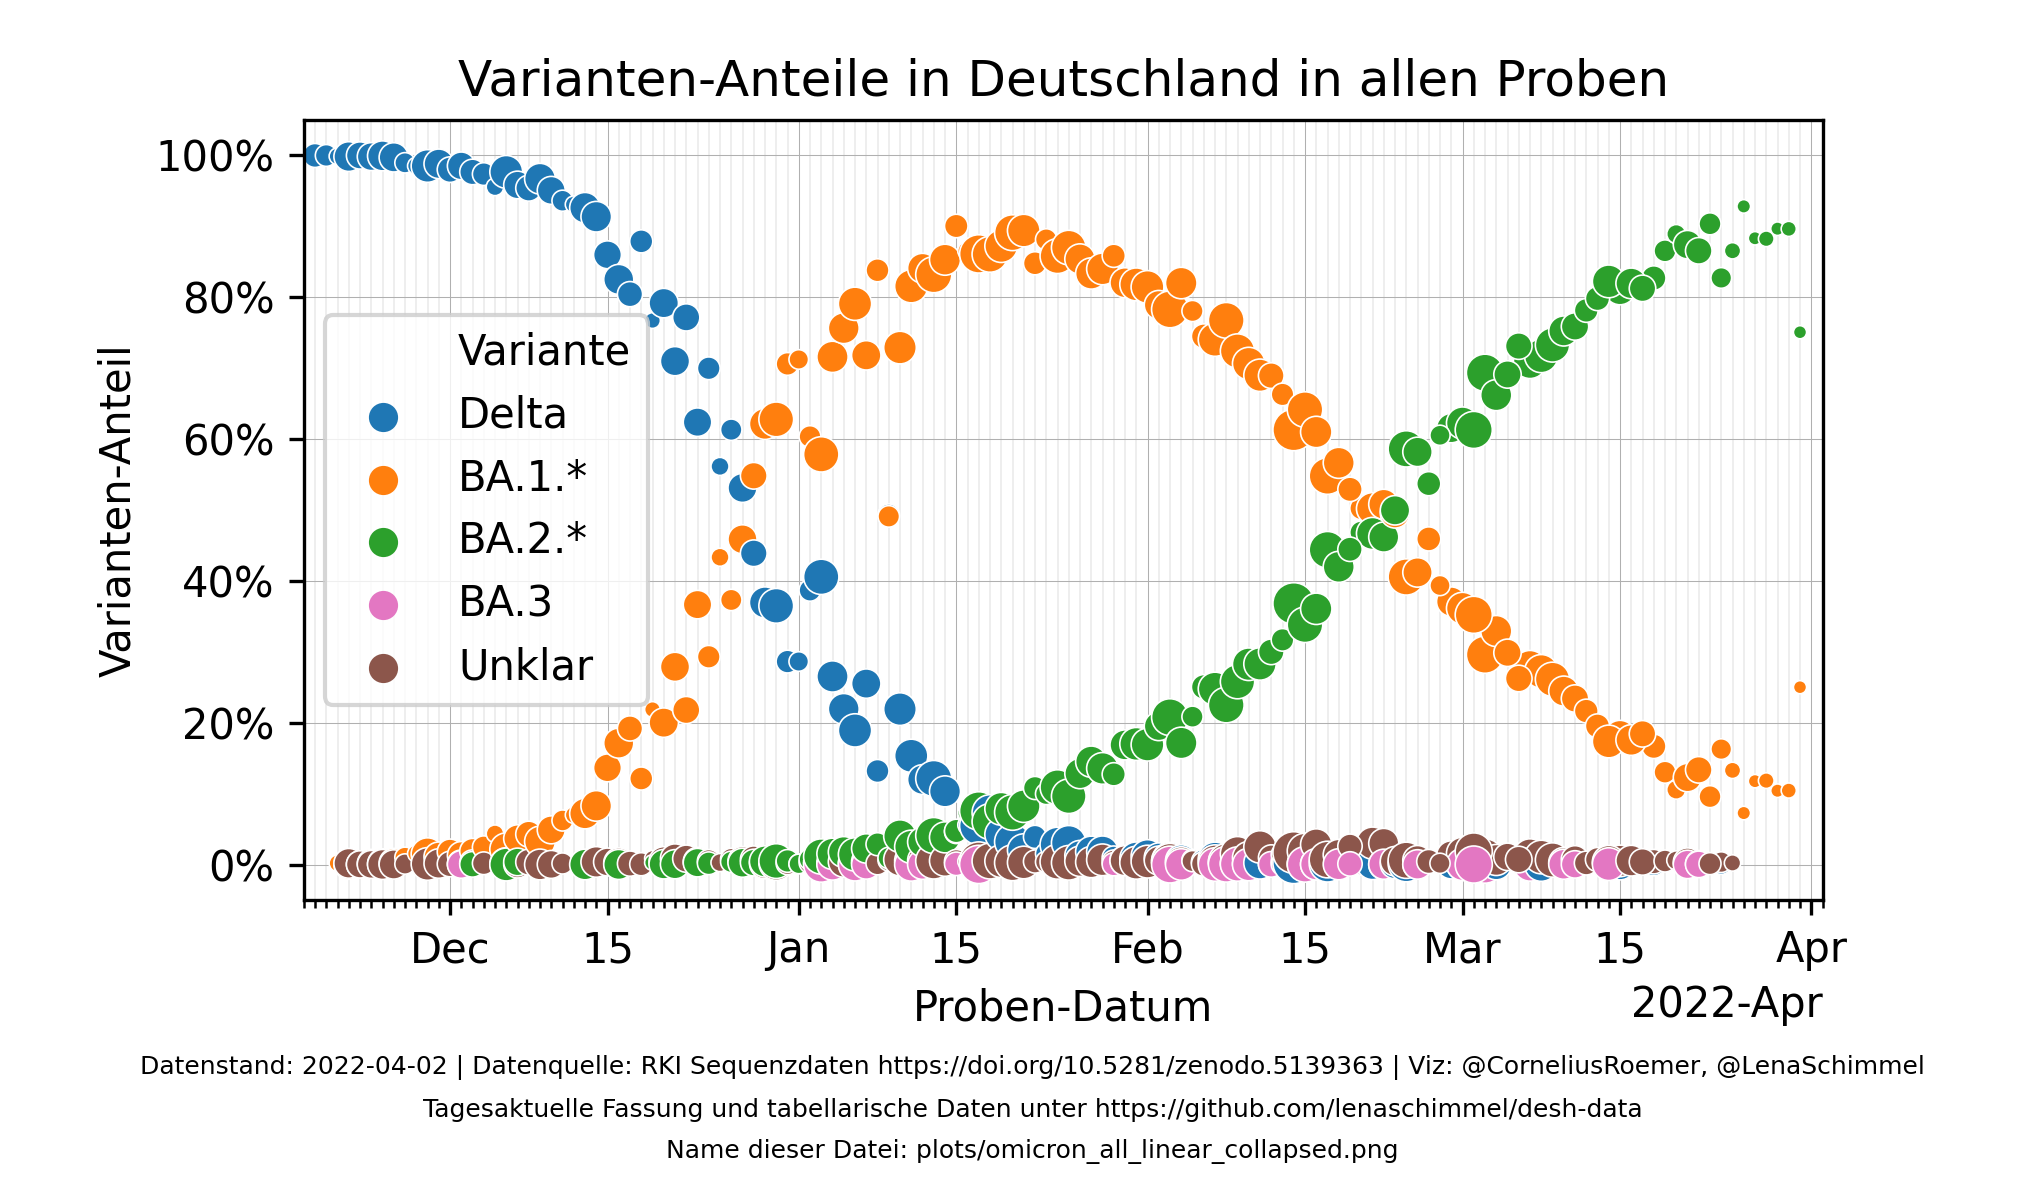 Varianten-Anteile in Deutschland in allen Proben
Varianten-Anteil
100%
80%
60%
40%
20%
0%
Variante
Delta
BA.1.*
BA.2.*
BA.3
Unklar
Dec 15 Jan 15 Feb 15 Mar 15 Apr
Proben-Datum
2022-Apr
Datenstand: 2022-04-02 | Datenquelle: RKI Sequenzdaten https://doi.org/10.5281/zenodo.5139363 | Viz: @CorneliusRoemer, @LenaSchimmel
Tagesaktuelle Fassung und tabellarische Daten unter https://github.com/lenaschimmel/desh-data
Name dieser Datei: plots/omicron_all_linear_collapsed.png